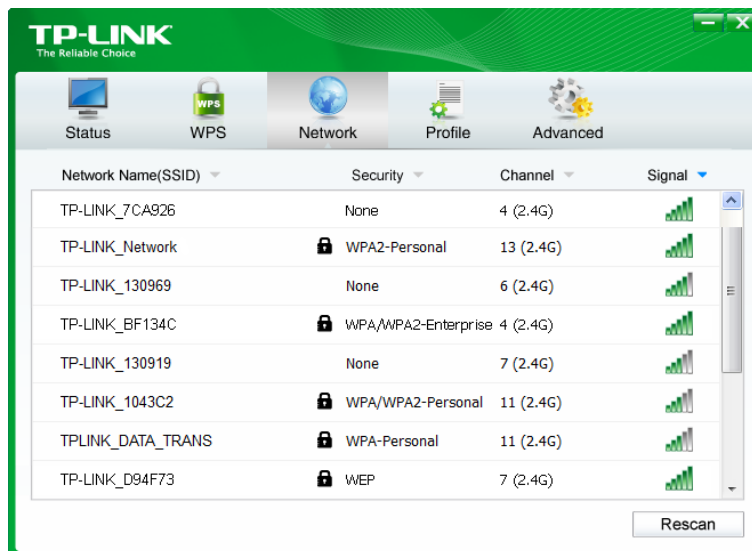 TP-LINK
The Reliable Choice
Status WPS Network Profile Advanced
Network Name(SSID) Security Channel Signal
TP-LINK_7CA926 None 4 (2.4G)
TP-LINK_Network WPA2-Personal 13 (2.4G)
TP-LINK_130969 None 6 (2.4G)
TP-LINK_BF134C WPA/WPA2-Enterprise 4 (2.4G)
TP-LINK_130919 None 7 (2.4G)
TP-LINK_1043C2 WPA/WPA2-Personal 11 (2.4G)
TPLINK_DATA_TRANS WPA-Personal 11 (2.4G)
TP-LINK_D94F73 WEP 7 (2.4G)
Rescan